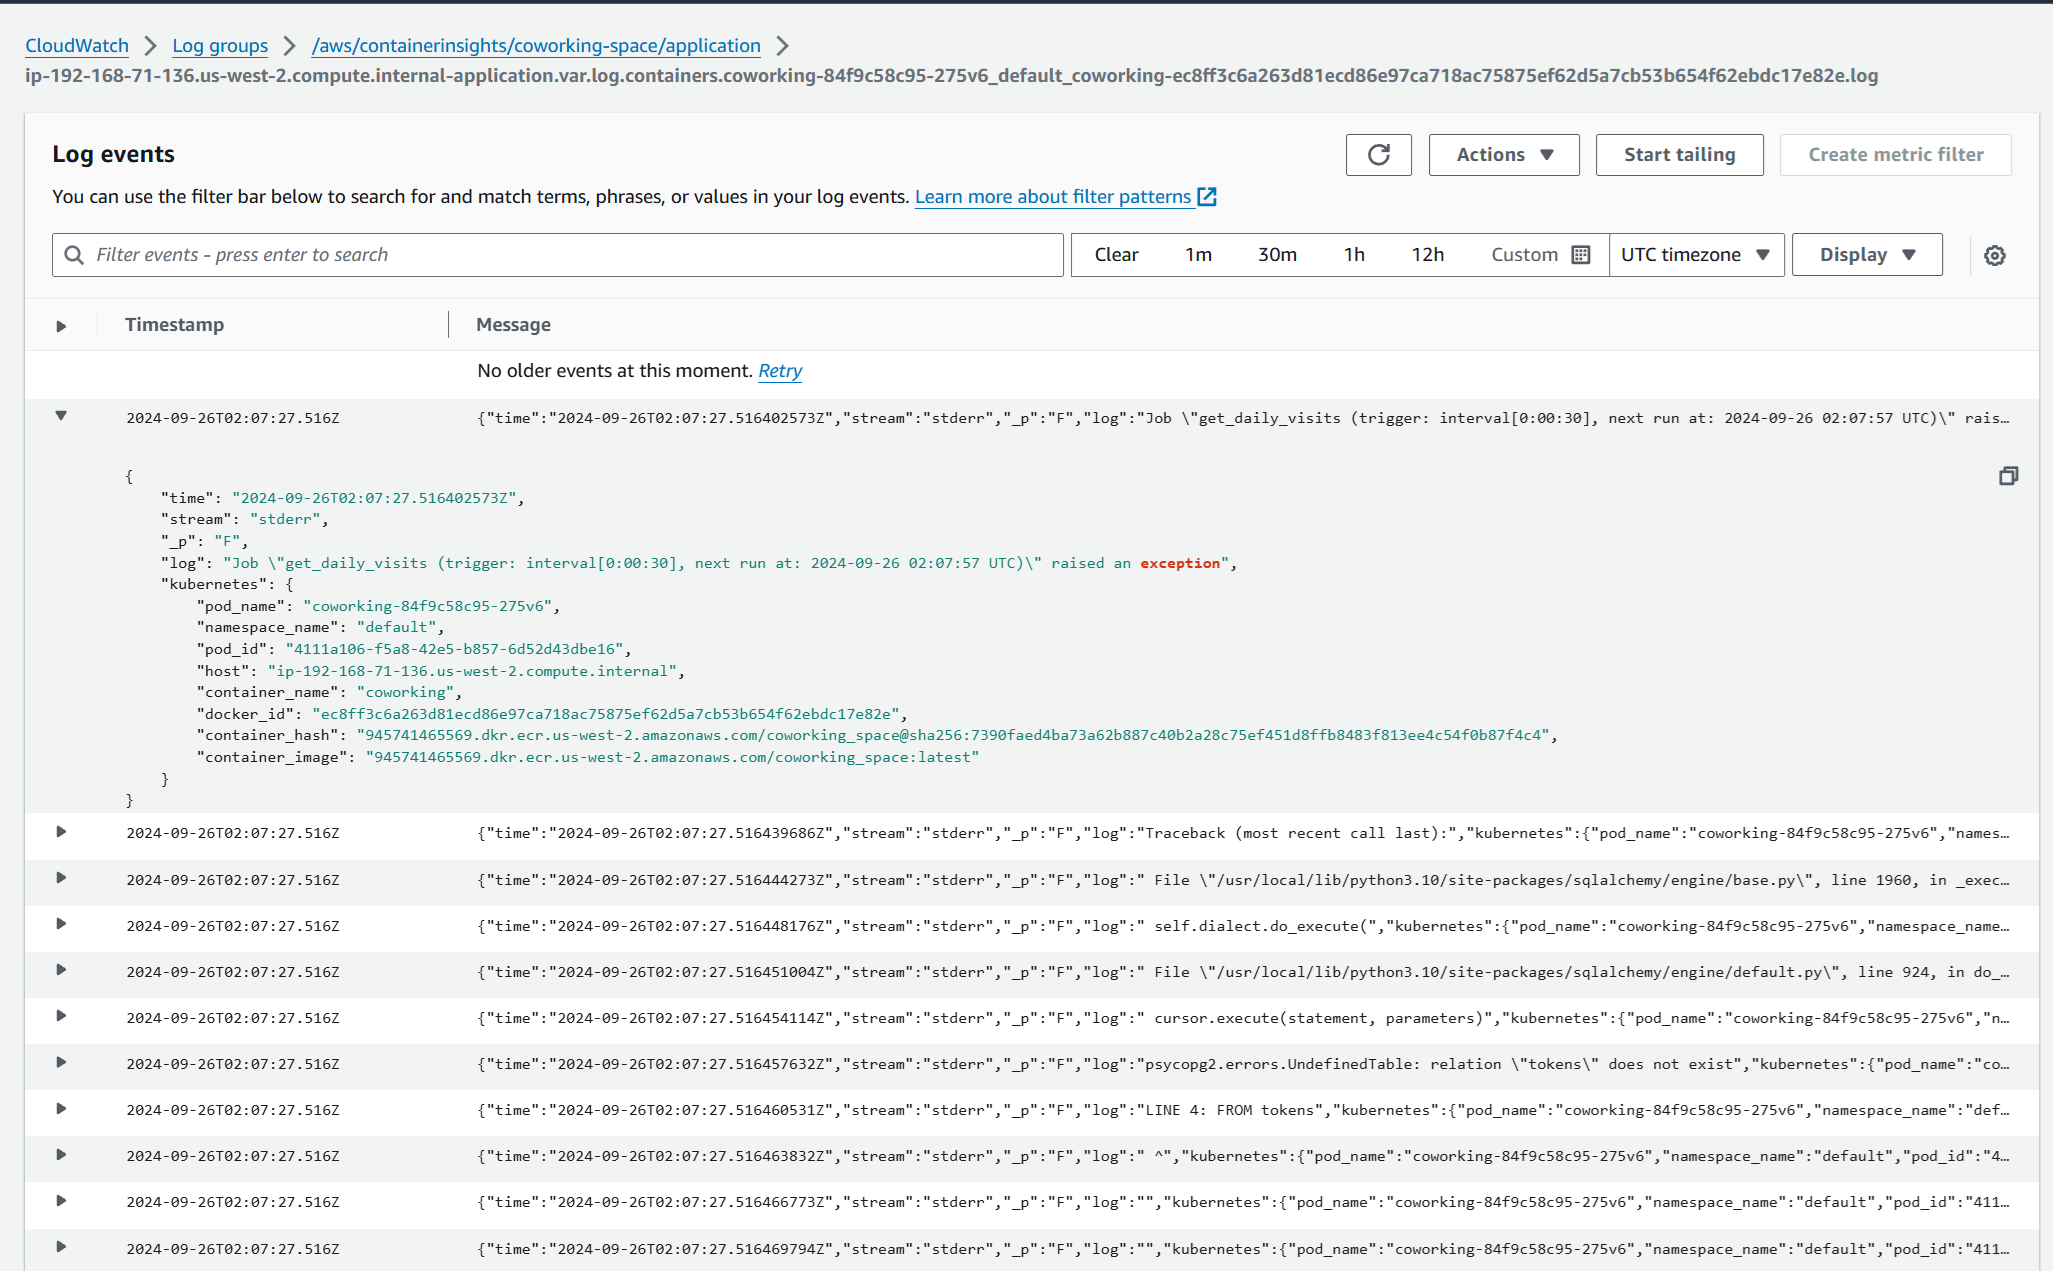 CloudWatch > Log groups > /aws/containerinsights/coworking-space/application >
ip-192-168-71-136.us-west-2.compute.internal-application.var.log.containers.coworking-84f9c58c95-275v6_default_coworking-ec8ff3c6a263d81ecd86e97ca718ac75875ef62d5a7cb53b654f62ebdc17e82e.log
Log events
Actions
Start tailing
Create metric filter
You can use the filter bar below to search for and match terms, phrases, or values in your log events. Learn more about filter patterns
Filter events - press enter to search
Clear 1m 30m 1h 12h Custom UTC timezone Display
Timestamp Message
No older events at this moment. Retry
2024-09-26T02:07:27.516Z {"time":"2024-09-26T02:07:27.516402573Z","stream":"stderr","_p":"F","log":"Job \"get_daily_visits (trigger: interval[0:00:30], next run at: 2024-09-26 02:07:57 UTC)\" rais…
{
"time": "2024-09-26T02:07:27.516402573Z",
"stream": "stderr",
"_p": "F",
"log": "Job \"get_daily_visits (trigger: interval[0:00:30], next run at: 2024-09-26 02:07:57 UTC)\" raised an exception",
"kubernetes": {
"pod_name": "coworking-84f9c58c95-275v6",
"namespace_name": "default",
"pod_id": "4111a106-f5a8-42e5-b857-6d52d43dbe16",
"host": "ip-192-168-71-136.us-west-2.compute.internal",
"container_name": "coworking",
"docker_id": "ec8ff3c6a263d81ecd86e97ca718ac75875ef62d5a7cb53b654f62ebdc17e82e",
"container_hash": "945741465569.dkr.ecr.us-west-2.amazonaws.com/coworking_space@sha256:7390faed4ba73a62b887c40b2a28c75ef451d8ffb8483f813ee4c54f0b87f4c4",
"container_image": "945741465569.dkr.ecr.us-west-2.amazonaws.com/coworking_space:latest"
}
}
2024-09-26T02:07:27.516Z {"time":"2024-09-26T02:07:27.516439686Z","stream":"stderr","_p":"F","log":"Traceback (most recent call last):","kubernetes":{"pod_name":"coworking-84f9c58c95-275v6","names…
2024-09-26T02:07:27.516Z {"time":"2024-09-26T02:07:27.516444273Z","stream":"stderr","_p":"F","log":" File \"/usr/local/lib/python3.10/site-packages/sqlalchemy/engine/base.py\", line 1960, in _exec…
2024-09-26T02:07:27.516Z {"time":"2024-09-26T02:07:27.516448176Z","stream":"stderr","_p":"F","log":" self.dialect.do_execute(","kubernetes":{"pod_name":"coworking-84f9c58c95-275v6","namespace_name…
2024-09-26T02:07:27.516Z {"time":"2024-09-26T02:07:27.516451004Z","stream":"stderr","_p":"F","log":" File \"/usr/local/lib/python3.10/site-packages/sqlalchemy/engine/default.py\", line 924, in do_…
2024-09-26T02:07:27.516Z {"time":"2024-09-26T02:07:27.516454114Z","stream":"stderr","_p":"F","log":" cursor.execute(statement, parameters)","kubernetes":{"pod_name":"coworking-84f9c58c95-275v6","n…
2024-09-26T02:07:27.516Z {"time":"2024-09-26T02:07:27.516457632Z","stream":"stderr","_p":"F","log":"psycopg2.errors.UndefinedTable: relation \"tokens\" does not exist","kubernetes":{"pod_name":"co…
2024-09-26T02:07:27.516Z {"time":"2024-09-26T02:07:27.516460531Z","stream":"stderr","_p":"F","log":"LINE 4: FROM tokens","kubernetes":{"pod_name":"coworking-84f9c58c95-275v6","namespace_name":"def…
2024-09-26T02:07:27.516Z {"time":"2024-09-26T02:07:27.516463832Z","stream":"stderr","_p":"F","log":" ^","kubernetes":{"pod_name":"coworking-84f9c58c95-275v6","namespace_name":"default","pod_id":"4…
2024-09-26T02:07:27.516Z {"time":"2024-09-26T02:07:27.516466773Z","stream":"stderr","_p":"F","log":"","kubernetes":{"pod_name":"coworking-84f9c58c95-275v6","namespace_name":"default","pod_id":"411…
2024-09-26T02:07:27.516Z {"time":"2024-09-26T02:07:27.516469794Z","stream":"stderr","_p":"F","log":"","kubernetes":{"pod_name":"coworking-84f9c58c95-275v6","namespace_name":"default","pod_id":"411…